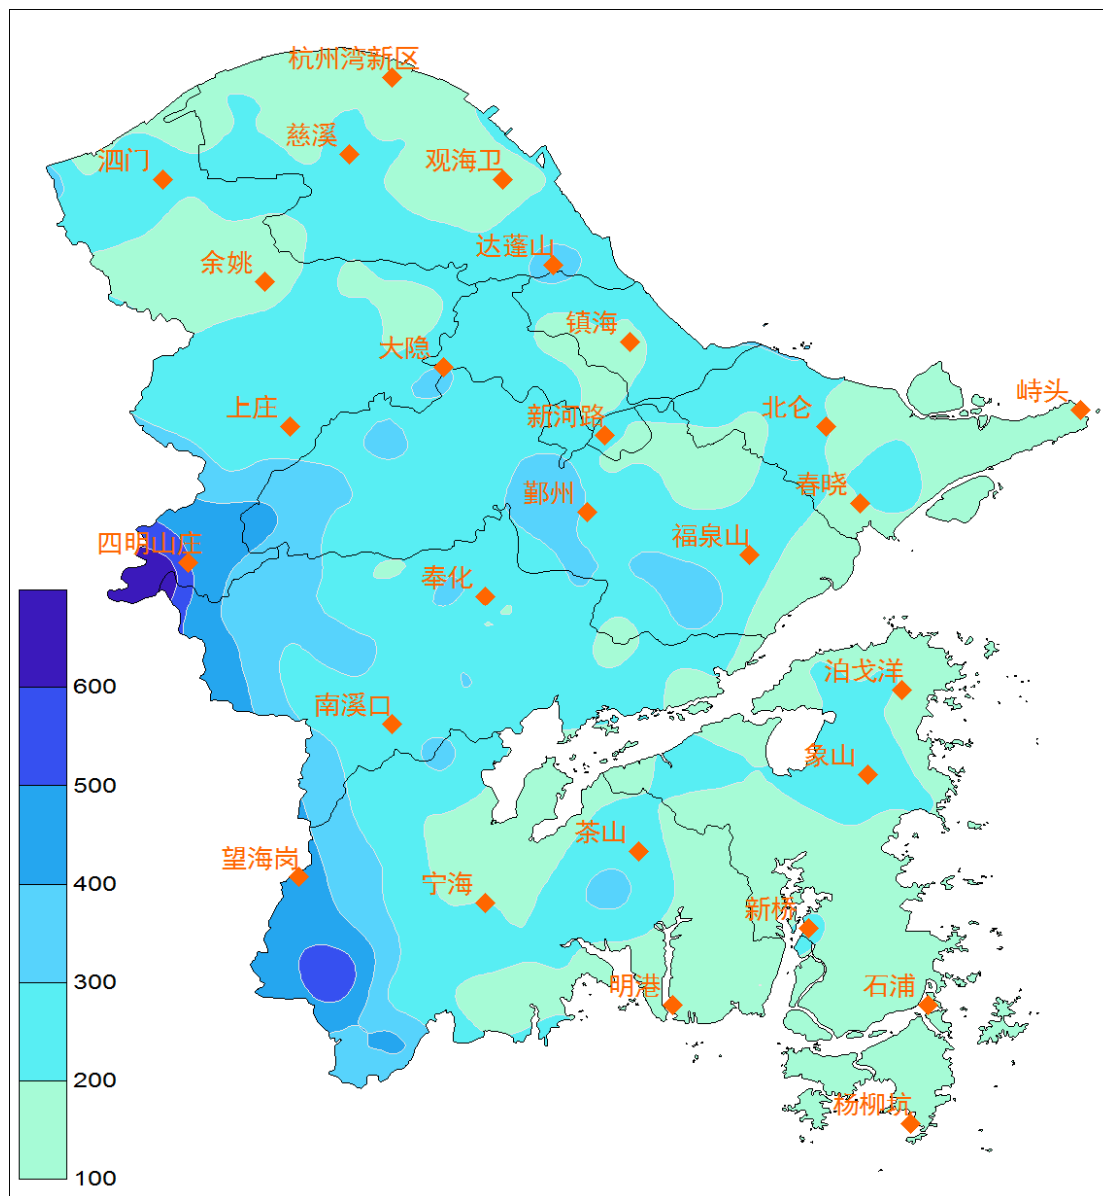 杭州湾新区
慈溪
泗门
观海卫
达蓬山
余姚
镇海
大隐
峙头
上庄
新河路
北仑
春晓
鄞州
福泉山
四明山庄
奉化
泊戈洋
600
南溪口
象山
500
茶山
望海岗
400
宁海
新桥
300
明港
石浦
200
杨柳坑
100